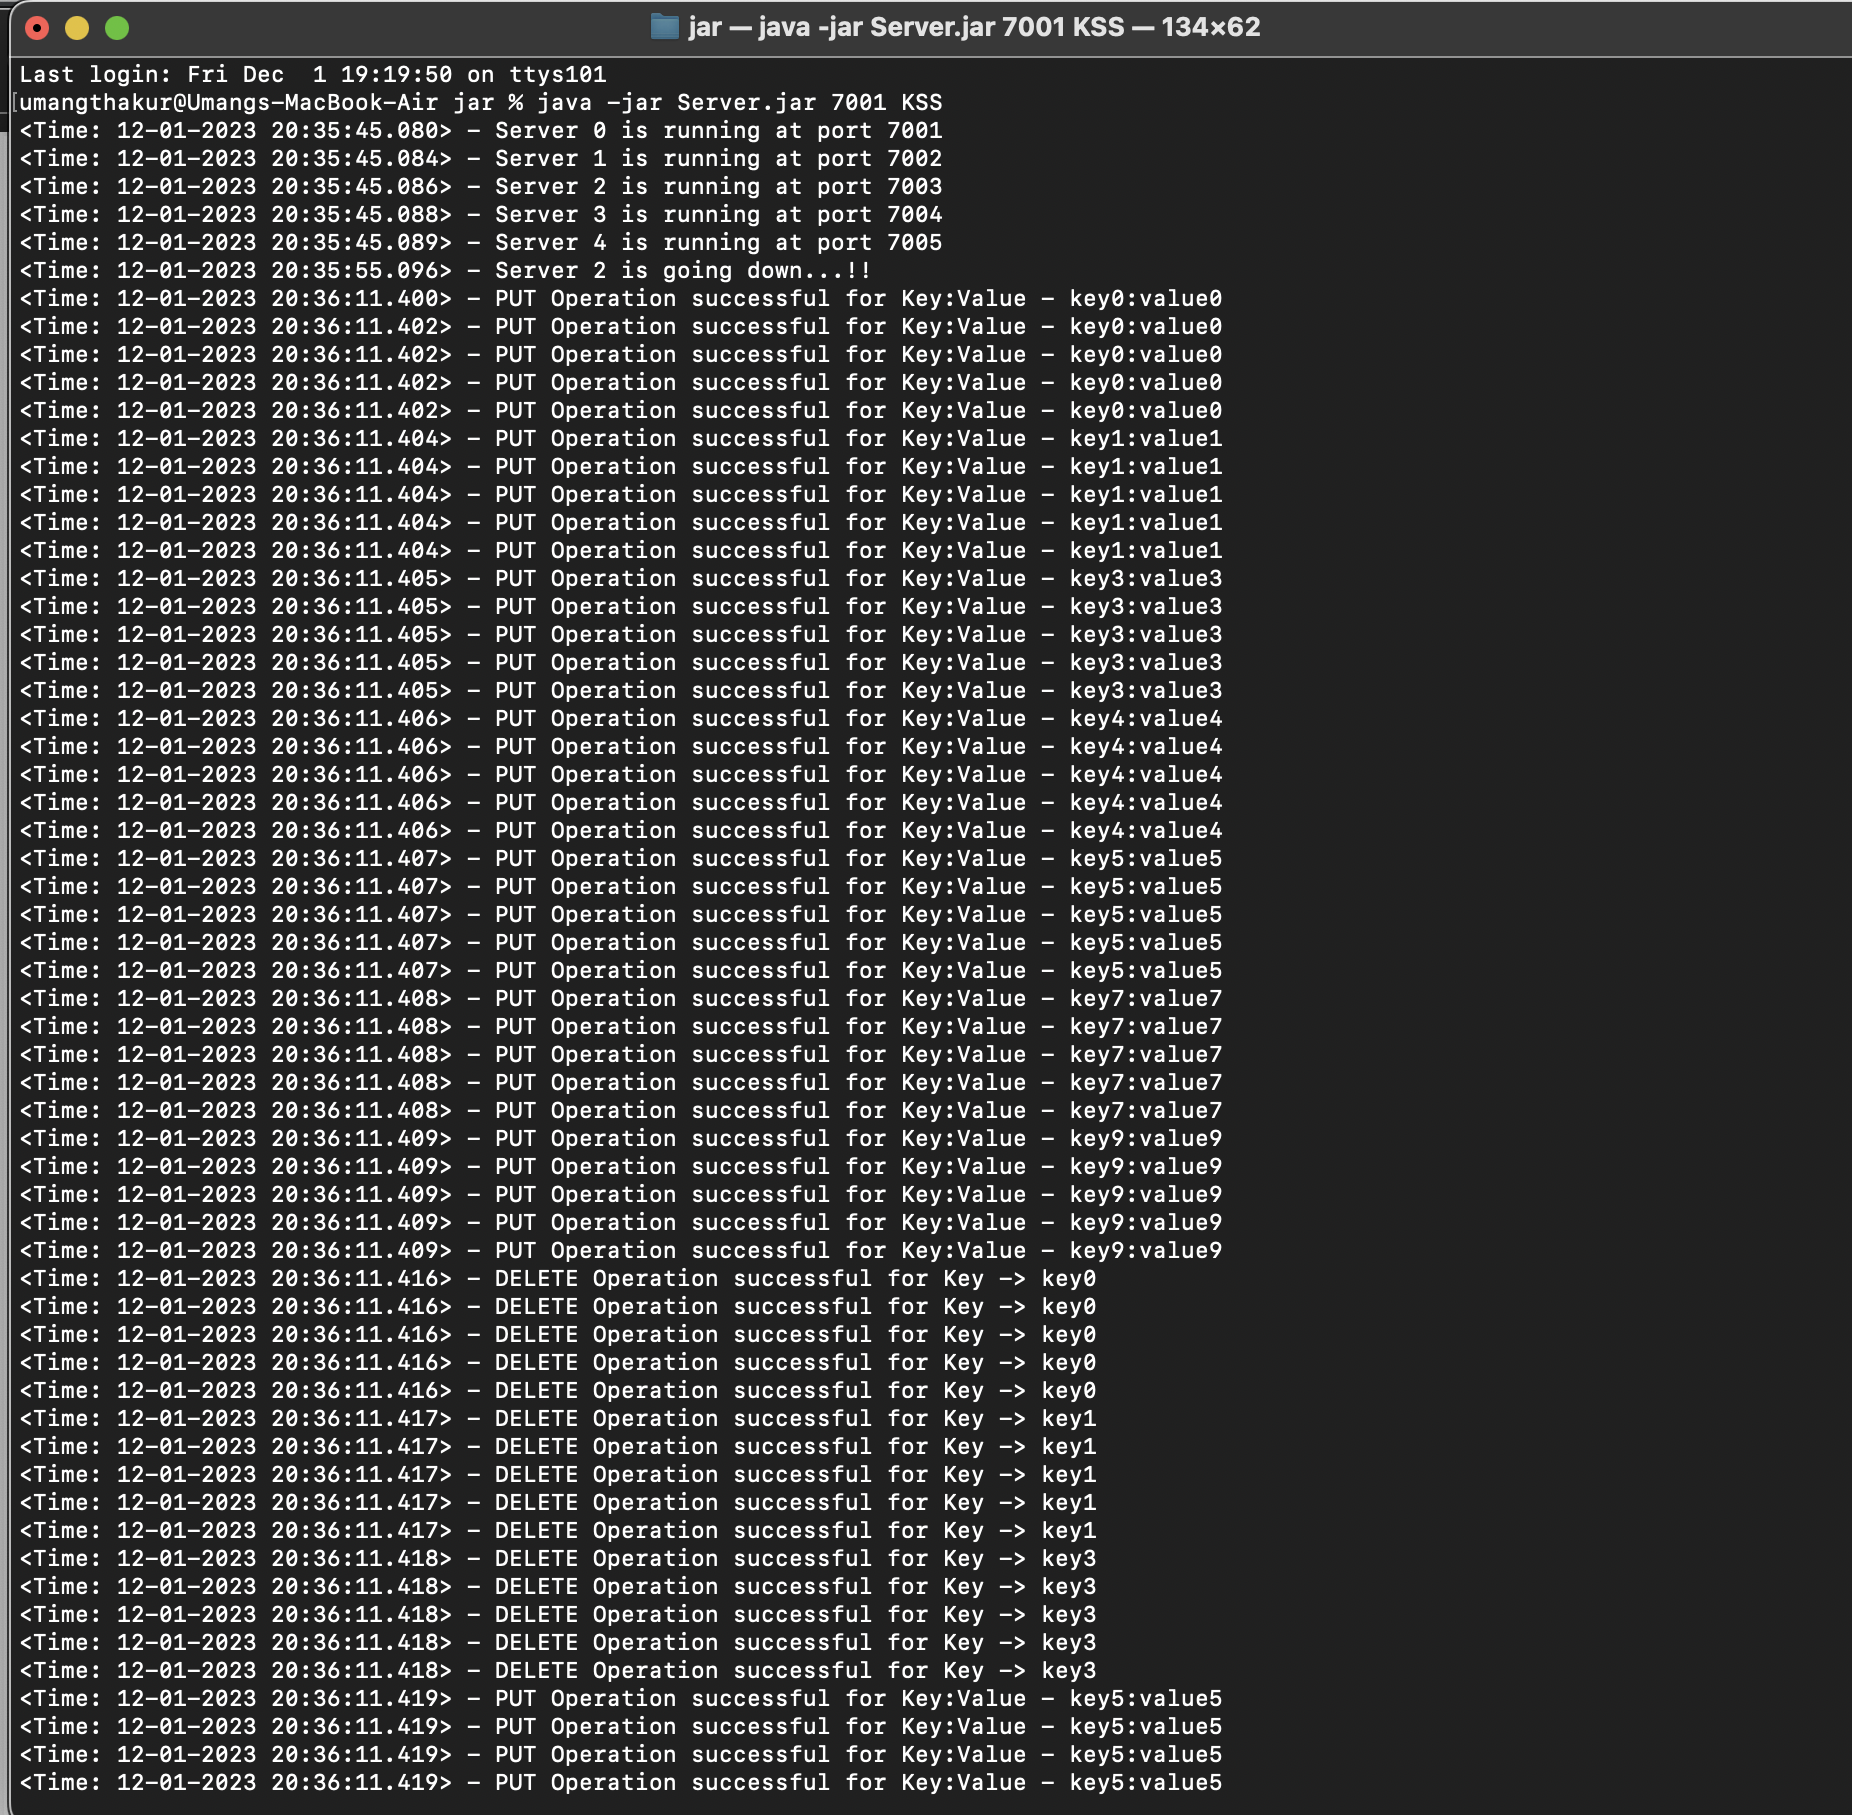 jar — java -jar Server.jar 7001 KSS — 134×62
Last login: Fri Dec  1 19:19:50 on ttys101
[umangthakur@Umangs-MacBook-Air jar % java -jar Server.jar 7001 KSS
<Time: 12-01-2023 20:35:45.080> - Server 0 is running at port 7001
<Time: 12-01-2023 20:35:45.084> - Server 1 is running at port 7002
<Time: 12-01-2023 20:35:45.086> - Server 2 is running at port 7003
<Time: 12-01-2023 20:35:45.088> - Server 3 is running at port 7004
<Time: 12-01-2023 20:35:45.089> - Server 4 is running at port 7005
<Time: 12-01-2023 20:35:55.096> - Server 2 is going down...!!
<Time: 12-01-2023 20:36:11.400> - PUT Operation successful for Key:Value - key0:value0
<Time: 12-01-2023 20:36:11.402> - PUT Operation successful for Key:Value - key0:value0
<Time: 12-01-2023 20:36:11.402> - PUT Operation successful for Key:Value - key0:value0
<Time: 12-01-2023 20:36:11.402> - PUT Operation successful for Key:Value - key0:value0
<Time: 12-01-2023 20:36:11.402> - PUT Operation successful for Key:Value - key0:value0
<Time: 12-01-2023 20:36:11.404> - PUT Operation successful for Key:Value - key1:value1
<Time: 12-01-2023 20:36:11.404> - PUT Operation successful for Key:Value - key1:value1
<Time: 12-01-2023 20:36:11.404> - PUT Operation successful for Key:Value - key1:value1
<Time: 12-01-2023 20:36:11.404> - PUT Operation successful for Key:Value - key1:value1
<Time: 12-01-2023 20:36:11.404> - PUT Operation successful for Key:Value - key1:value1
<Time: 12-01-2023 20:36:11.405> - PUT Operation successful for Key:Value - key3:value3
<Time: 12-01-2023 20:36:11.405> - PUT Operation successful for Key:Value - key3:value3
<Time: 12-01-2023 20:36:11.405> - PUT Operation successful for Key:Value - key3:value3
<Time: 12-01-2023 20:36:11.405> - PUT Operation successful for Key:Value - key3:value3
<Time: 12-01-2023 20:36:11.405> - PUT Operation successful for Key:Value - key3:value3
<Time: 12-01-2023 20:36:11.406> - PUT Operation successful for Key:Value - key4:value4
<Time: 12-01-2023 20:36:11.406> - PUT Operation successful for Key:Value - key4:value4
<Time: 12-01-2023 20:36:11.406> - PUT Operation successful for Key:Value - key4:value4
<Time: 12-01-2023 20:36:11.406> - PUT Operation successful for Key:Value - key4:value4
<Time: 12-01-2023 20:36:11.406> - PUT Operation successful for Key:Value - key4:value4
<Time: 12-01-2023 20:36:11.407> - PUT Operation successful for Key:Value - key5:value5
<Time: 12-01-2023 20:36:11.407> - PUT Operation successful for Key:Value - key5:value5
<Time: 12-01-2023 20:36:11.407> - PUT Operation successful for Key:Value - key5:value5
<Time: 12-01-2023 20:36:11.407> - PUT Operation successful for Key:Value - key5:value5
<Time: 12-01-2023 20:36:11.407> - PUT Operation successful for Key:Value - key5:value5
<Time: 12-01-2023 20:36:11.408> - PUT Operation successful for Key:Value - key7:value7
<Time: 12-01-2023 20:36:11.408> - PUT Operation successful for Key:Value - key7:value7
<Time: 12-01-2023 20:36:11.408> - PUT Operation successful for Key:Value - key7:value7
<Time: 12-01-2023 20:36:11.408> - PUT Operation successful for Key:Value - key7:value7
<Time: 12-01-2023 20:36:11.408> - PUT Operation successful for Key:Value - key7:value7
<Time: 12-01-2023 20:36:11.409> - PUT Operation successful for Key:Value - key9:value9
<Time: 12-01-2023 20:36:11.409> - PUT Operation successful for Key:Value - key9:value9
<Time: 12-01-2023 20:36:11.409> - PUT Operation successful for Key:Value - key9:value9
<Time: 12-01-2023 20:36:11.409> - PUT Operation successful for Key:Value - key9:value9
<Time: 12-01-2023 20:36:11.409> - PUT Operation successful for Key:Value - key9:value9
<Time: 12-01-2023 20:36:11.416> - DELETE Operation successful for Key -> key0
<Time: 12-01-2023 20:36:11.416> - DELETE Operation successful for Key -> key0
<Time: 12-01-2023 20:36:11.416> - DELETE Operation successful for Key -> key0
<Time: 12-01-2023 20:36:11.416> - DELETE Operation successful for Key -> key0
<Time: 12-01-2023 20:36:11.416> - DELETE Operation successful for Key -> key0
<Time: 12-01-2023 20:36:11.417> - DELETE Operation successful for Key -> key1
<Time: 12-01-2023 20:36:11.417> - DELETE Operation successful for Key -> key1
<Time: 12-01-2023 20:36:11.417> - DELETE Operation successful for Key -> key1
<Time: 12-01-2023 20:36:11.417> - DELETE Operation successful for Key -> key1
<Time: 12-01-2023 20:36:11.417> - DELETE Operation successful for Key -> key1
<Time: 12-01-2023 20:36:11.418> - DELETE Operation successful for Key -> key3
<Time: 12-01-2023 20:36:11.418> - DELETE Operation successful for Key -> key3
<Time: 12-01-2023 20:36:11.418> - DELETE Operation successful for Key -> key3
<Time: 12-01-2023 20:36:11.418> - DELETE Operation successful for Key -> key3
<Time: 12-01-2023 20:36:11.418> - DELETE Operation successful for Key -> key3
<Time: 12-01-2023 20:36:11.419> - PUT Operation successful for Key:Value - key5:value5
<Time: 12-01-2023 20:36:11.419> - PUT Operation successful for Key:Value - key5:value5
<Time: 12-01-2023 20:36:11.419> - PUT Operation successful for Key:Value - key5:value5
<Time: 12-01-2023 20:36:11.419> - PUT Operation successful for Key:Value - key5:value5